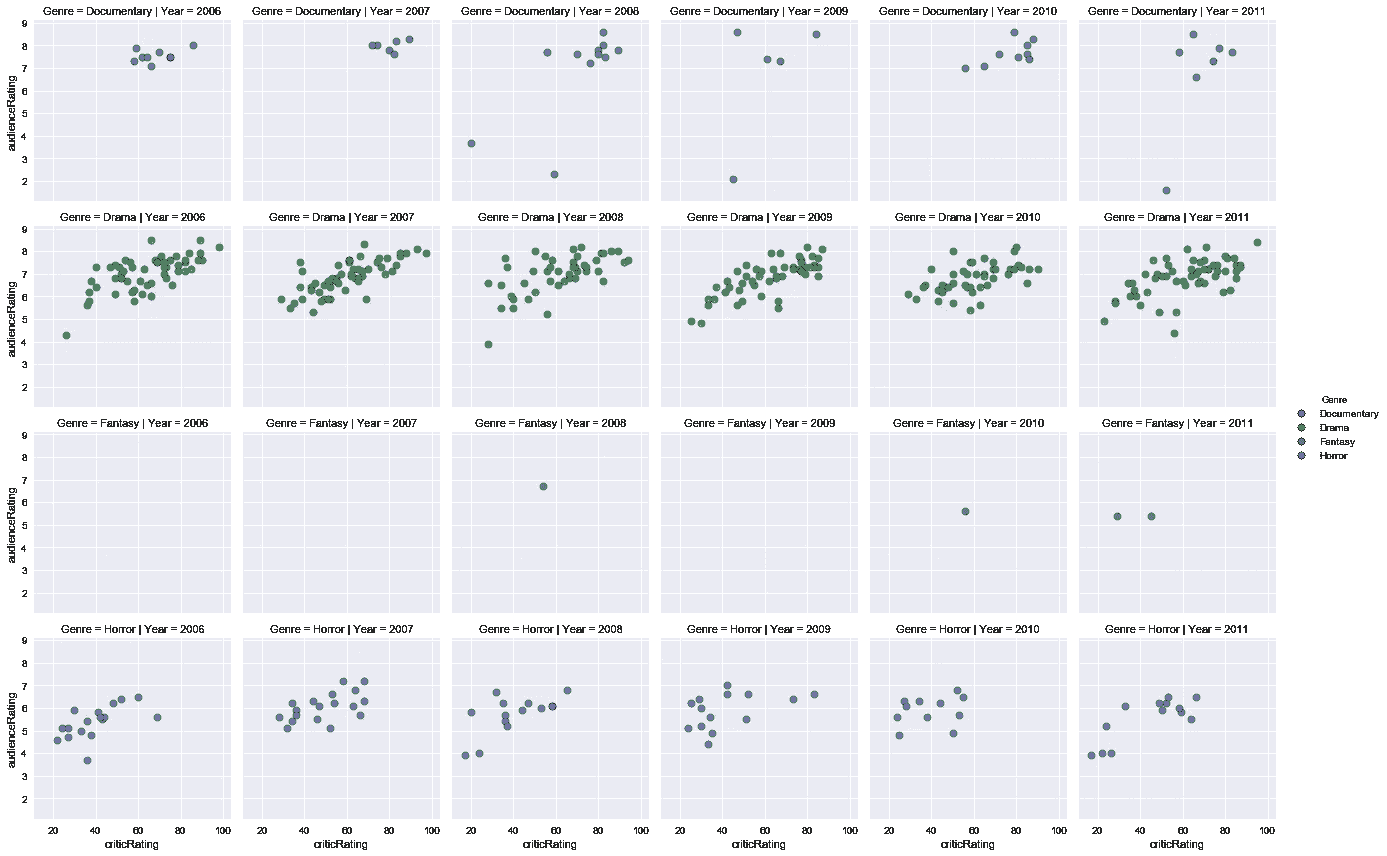 Genre = Documentary | Year = 2006 Genre = Documentary | Year = 2007 Genre = Documentary | Year = 2008 Genre = Documentary | Year = 2009 Genre = Documentary | Year = 2010 Genre = Documentary | Year = 2011
9
8
7
6
5
4
3
2
audienceRating
Genre = Drama | Year = 2006 Genre = Drama | Year = 2007 Genre = Drama | Year = 2008 Genre = Drama | Year = 2009 Genre = Drama | Year = 2010 Genre = Drama | Year = 2011
9
8
7
6
5
4
3
2
audienceRating
Genre = Fantasy | Year = 2006 Genre = Fantasy | Year = 2007 Genre = Fantasy | Year = 2008 Genre = Fantasy | Year = 2009 Genre = Fantasy | Year = 2010 Genre = Fantasy | Year = 2011
9
8
7
6
5
4
3
2
audienceRating
Genre
Documentary
Drama
Fantasy
Horror
Genre = Horror | Year = 2006 Genre = Horror | Year = 2007 Genre = Horror | Year = 2008 Genre = Horror | Year = 2009 Genre = Horror | Year = 2010 Genre = Horror | Year = 2011
9
8
7
6
5
4
3
2
audienceRating
20 40 60 80 100 20 40 60 80 100 20 40 60 80 100 20 40 60 80 100 20 40 60 80 100 20 40 60 80 100
criticRating criticRating criticRating criticRating criticRating criticRating